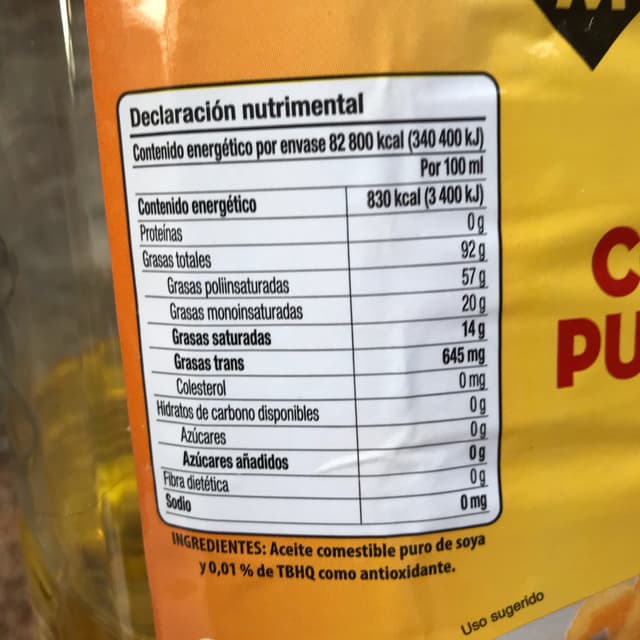 Declaración nutrimental
Contenido energético por envase 82 800 kcal (340 400 kJ)
Por 100 ml
Contenido energético 830 kcal (3 400 kJ)
Proteínas 0 g
Grasas totales 92 g
Grasas poliinsaturadas 57 g
Grasas monoinsaturadas 20 g
Grasas saturadas 14 g
Grasas trans 645 mg
Colesterol 0 mg
Hidratos de carbono disponibles 0 g
Azúcares 0 g
Azúcares añadidos 0 g
Fibra dietética 0 g
Sodio 0 mg
INGREDIENTES: Aceite comestible puro de soya
y 0,01 % de TBHQ como antioxidante.
C
PU
Uso sugerido